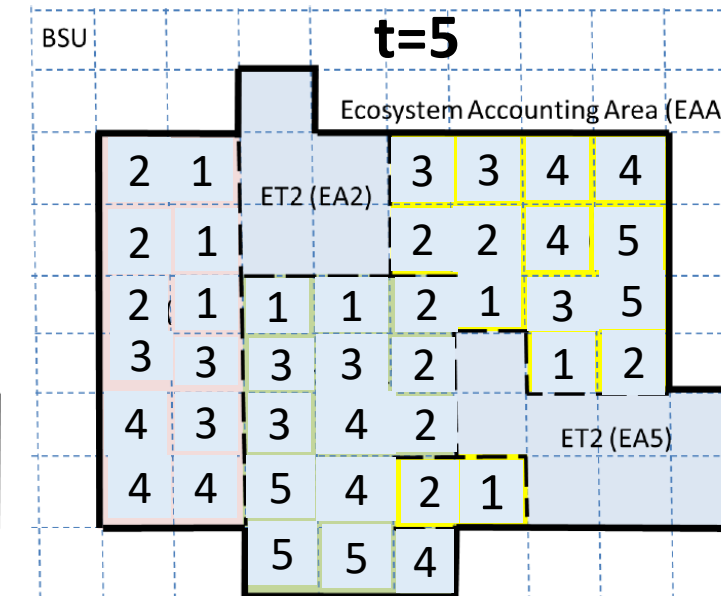 BSU
t=5
Ecosystem Accounting Area (EAA
2 1 ET2 (EA2) 3 3 4 4
2 1 2 2 4 5
2 1 1 1 2 1 3 5
3 3 3 3 2 1 2
4 3 3 4 2 ET2 (EA5)
4 4 5 4 2 1
5 5 4